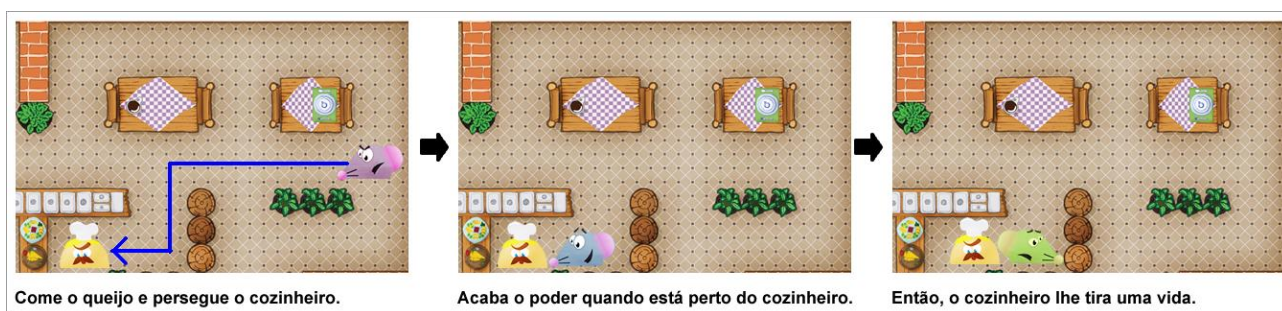 Come o queijo e persegue o cozinheiro.
Acaba o poder quando está perto do cozinheiro.
Então, o cozinheiro lhe tira uma vida.